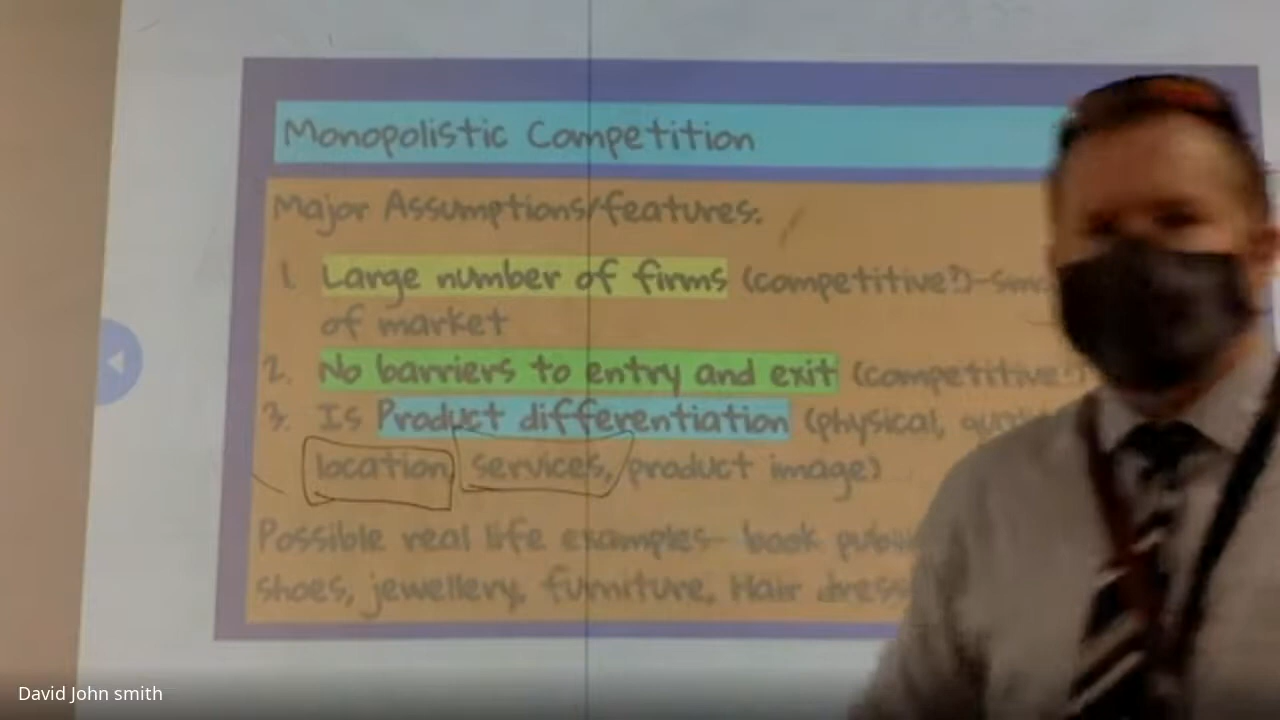 Monopolistic Competition
Major Assumptions/features:
1. Large number of firms (competitive!)-
of market
2. No barriers to entry and exit (competitive!)
3. Is Product differentiation (physical,
location, services, product image)
Possible real life examples- book
shoes, jewellery, furniture, Hair
David John smith